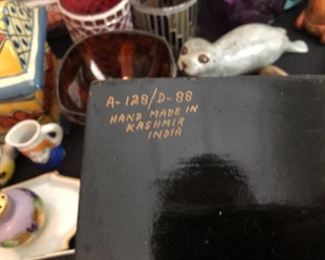 A-128/D-88
HAND MADE IN
KASHMIR
INDIA